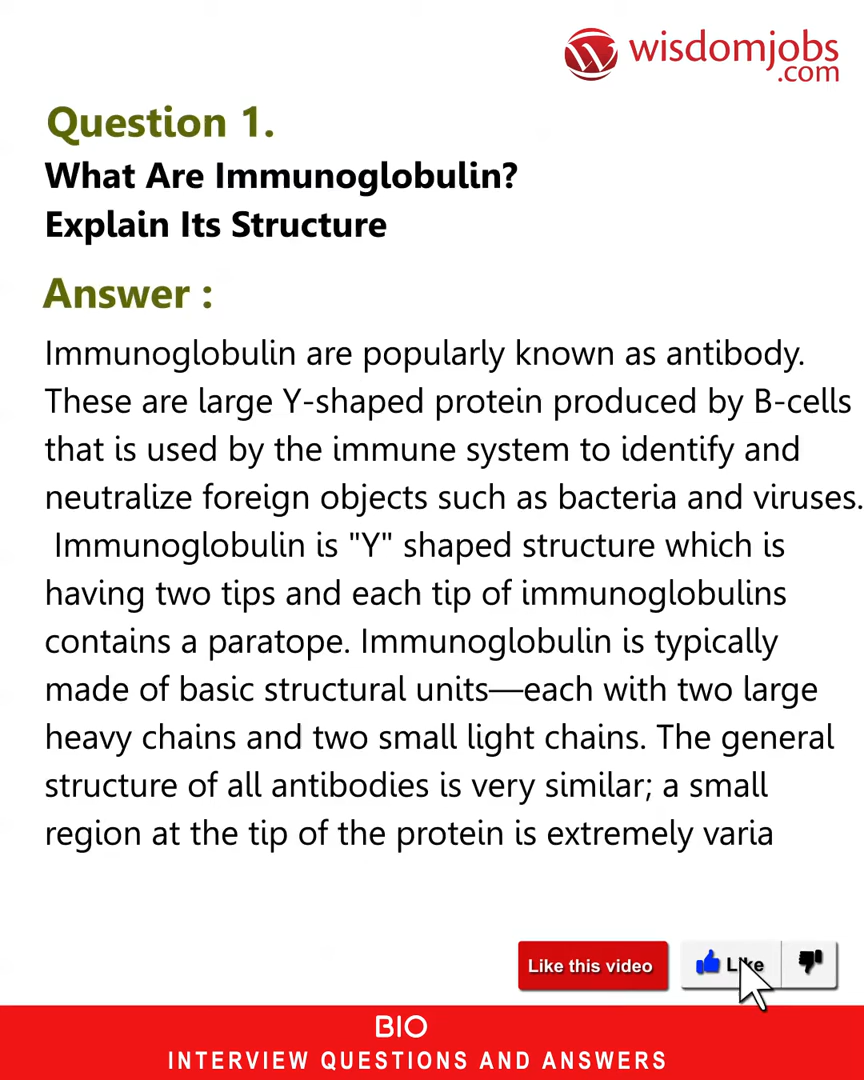 wisdomjobs
.com
Question 1.
What Are Immunoglobulin?
Explain Its Structure
Answer :
Immunoglobulin are popularly known as antibody.
These are large Y-shaped protein produced by B-cells
that is used by the immune system to identify and
neutralize foreign objects such as bacteria and viruses.
Immunoglobulin is "Y" shaped structure which is
having two tips and each tip of immunoglobulins
contains a paratope. Immunoglobulin is typically
made of basic structural units—each with two large
heavy chains and two small light chains. The general
structure of all antibodies is very similar; a small
region at the tip of the protein is extremely varia
Like this video
Like
BIO
INTERVIEW QUESTIONS AND ANSWERS